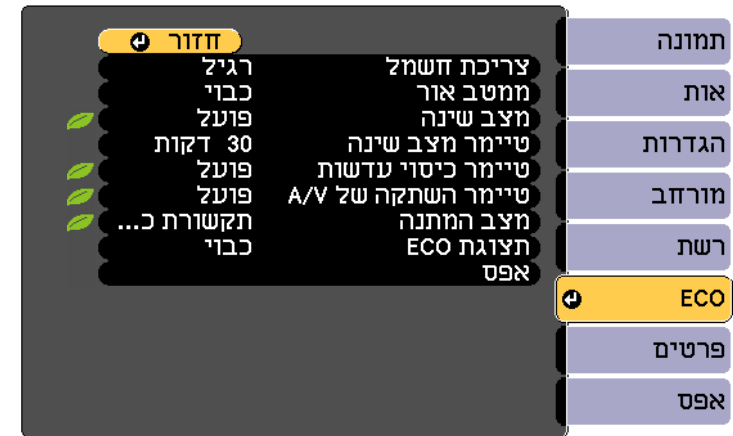 חזור
צריכת חשמל רגיל
ממטב אור כבוי
מצב שינה פועל
טיימר מצב שינה 30 דקות
טיימר כיסוי עדשות פועל
טיימר השתקה של A/V פועל
מצב המתנה תקשורת כ...
תצוגת ECO כבוי
אפס
תמונה
אות
הגדרות
מורחב
רשת
ECO
פרטים
אפס